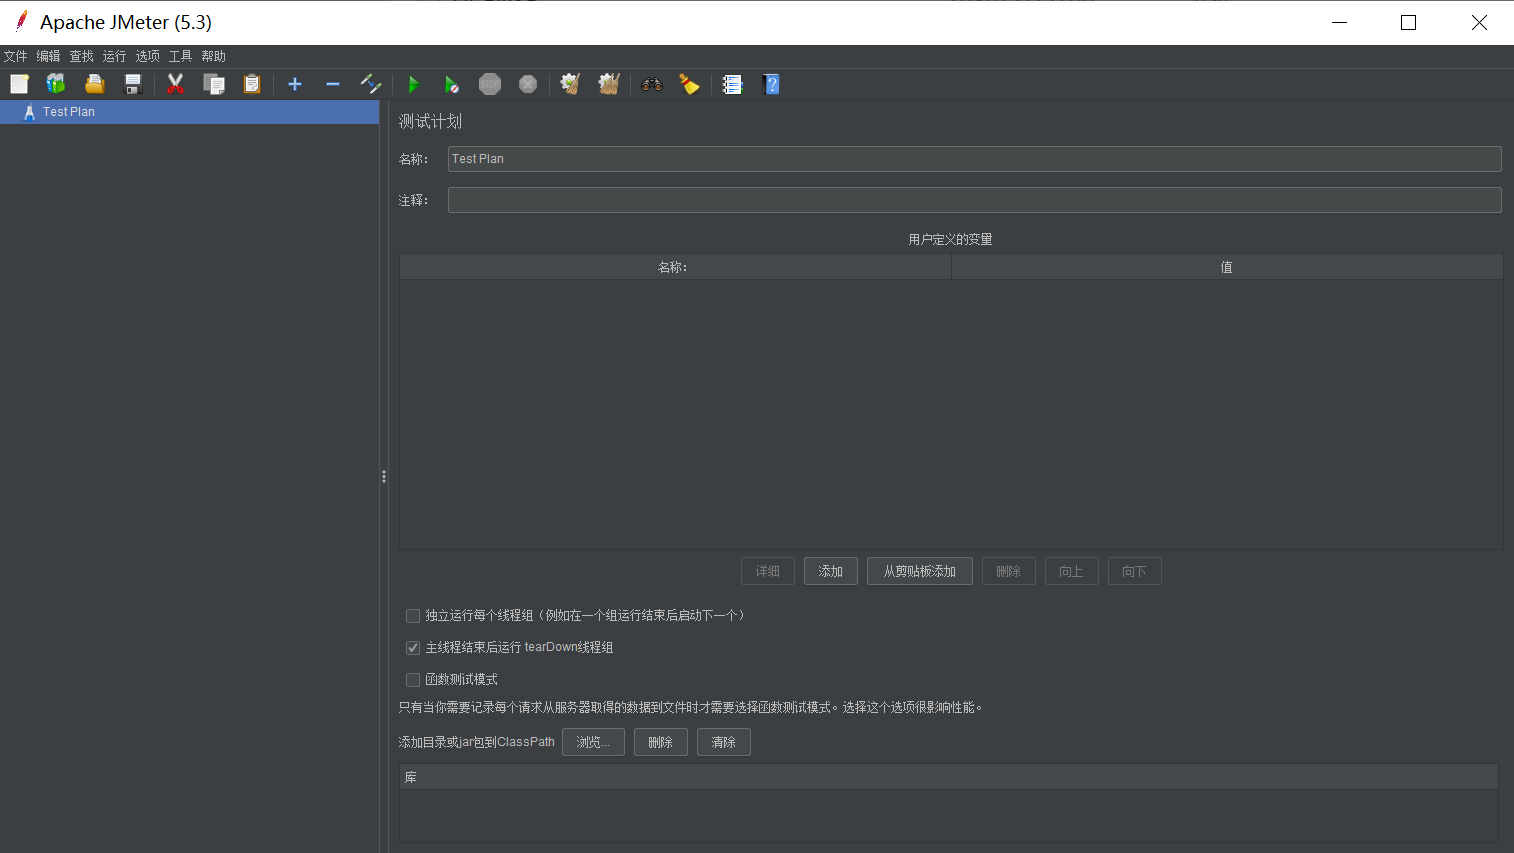 Apache JMeter (5.3)
文件 编辑 查找 运行 选项 工具 帮助
STOP
Test Plan
测试计划
名称：
Test Plan
注释：
用户定义的变量
名称： 值
详细 添加 从剪贴板添加 删除 向上 向下
独立运行每个线程组（例如在一个组运行结束后启动下一个）
主线程结束后运行 tearDown线程组
函数测试模式
只有当你需要记录每个请求从服务器取得的数据到文件时才需要选择函数测试模式。选择这个选项很影响性能。
添加目录或jar包到ClassPath 浏览... 删除 清除
库